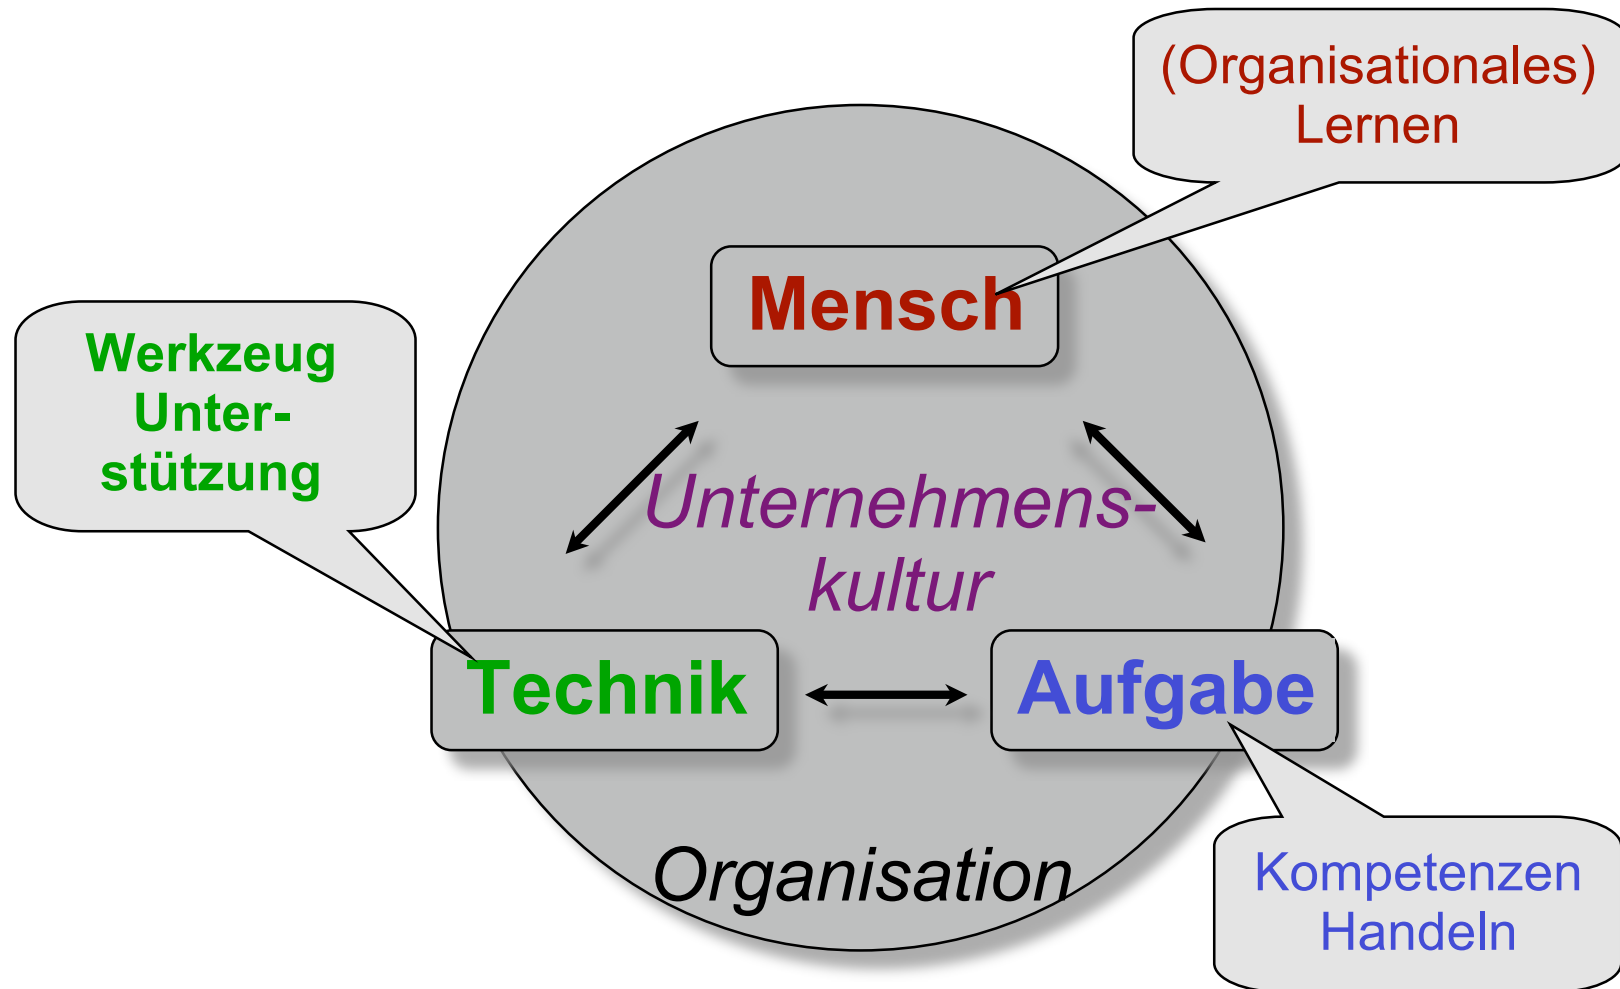 (Organisationales)
Lernen
Mensch
Werkzeug
Unter-
stützung
Unternehmens-
kultur
Technik
Aufgabe
Organisation
Kompetenzen
Handeln